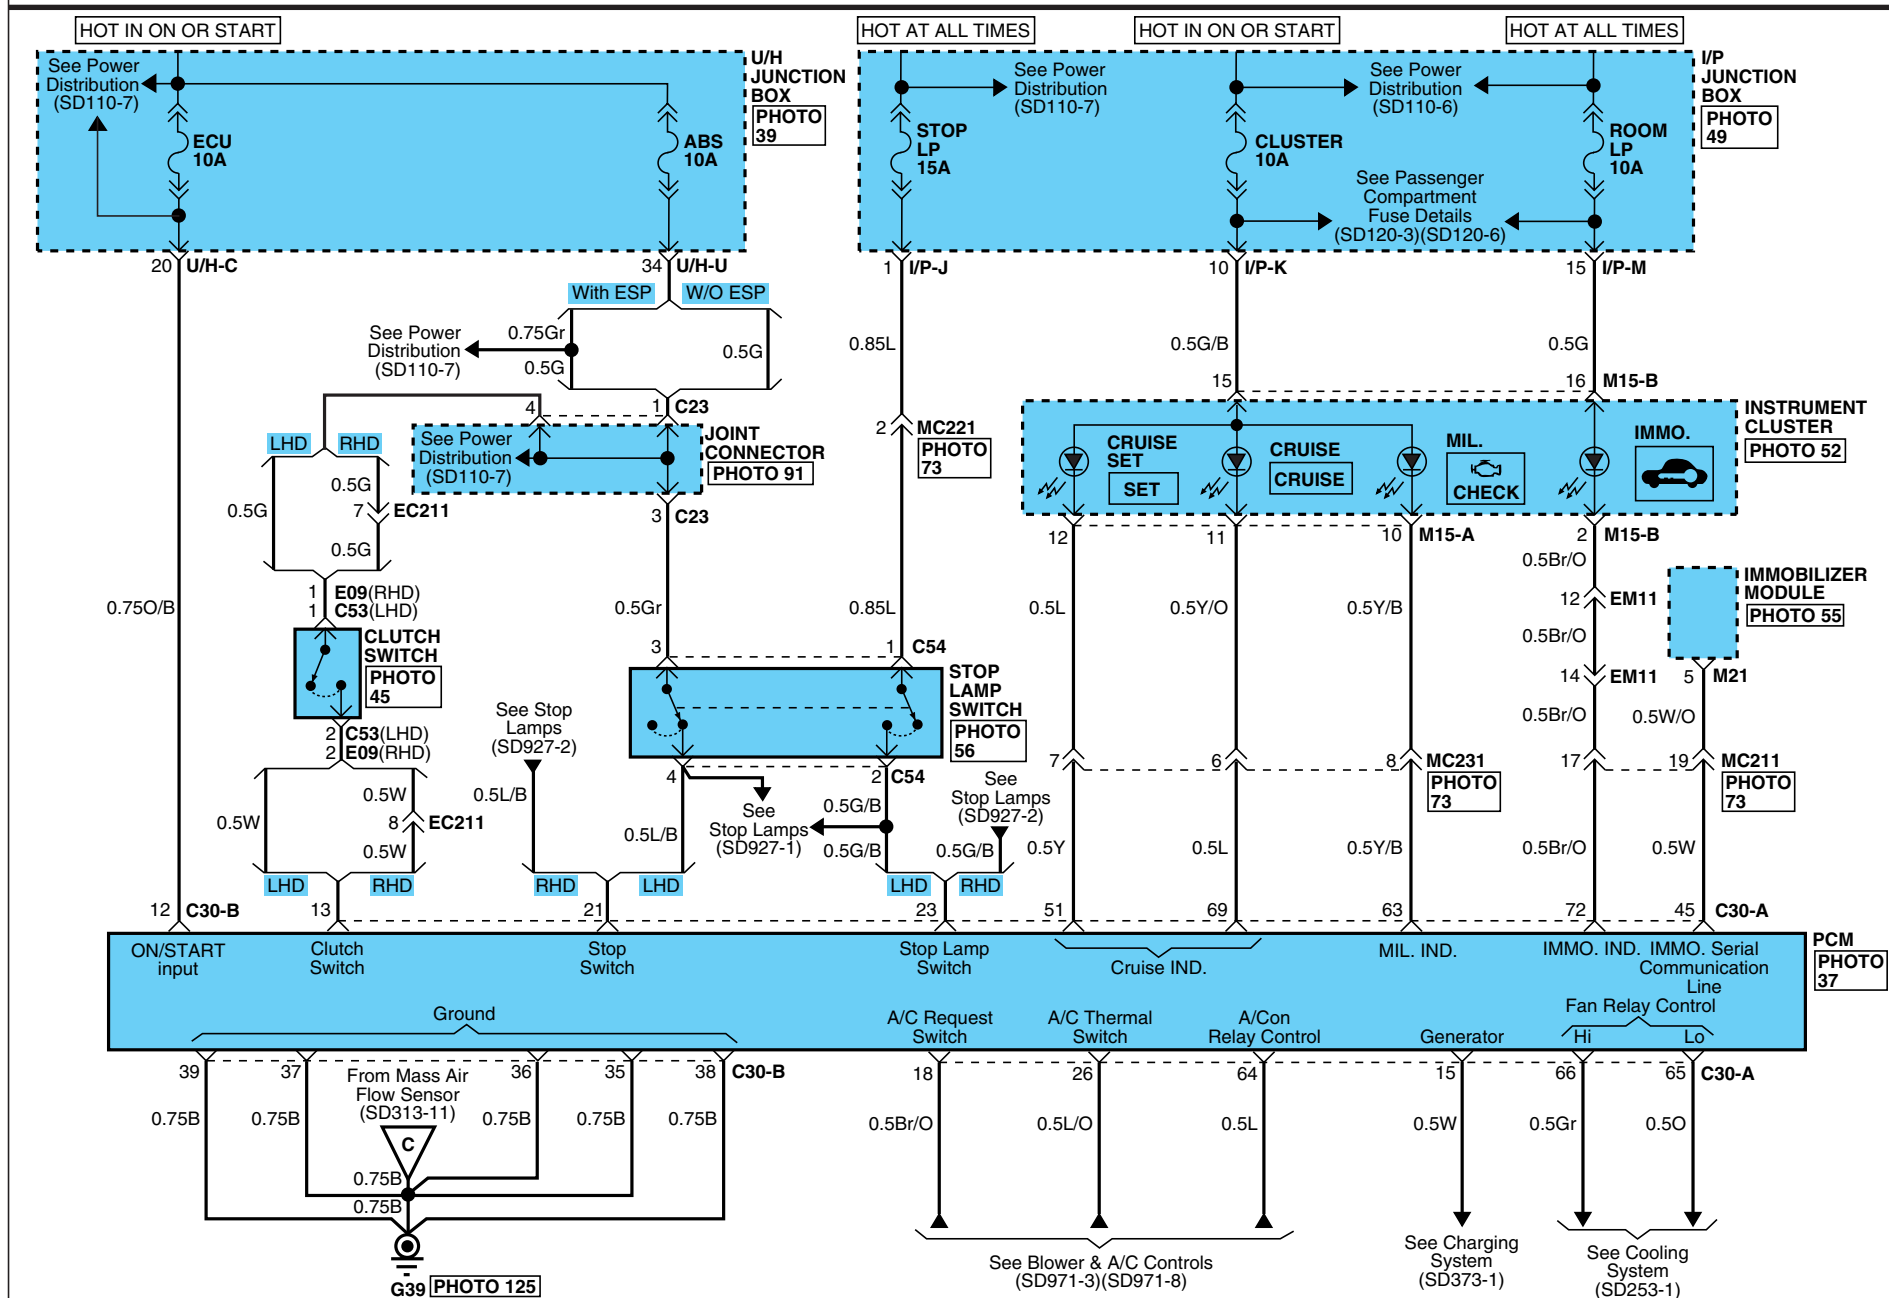 HOT IN ON OR START
HOT AT ALL TIMES
HOT IN ON OR START
HOT AT ALL TIMES
See Power
Distribution
(SD110-7)
ECU
10A
ABS
10A
U/H
JUNCTION
BOX
PHOTO
39
STOP
LP
15A
See Power
Distribution
(SD110-7)
CLUSTER
10A
See Power
Distribution
(SD110-6)
See Passenger
Compartment
Fuse Details
(SD120-3)(SD120-6)
ROOM
LP
10A
I/P
JUNCTION
BOX
PHOTO
49
20 U/H-C
34 U/H-U
1 I/P-J
10 I/P-K
15 I/P-M
With ESP W/O ESP
See Power
Distribution
(SD110-7)
0.75Gr
0.5G
0.5G
0.85L
0.5G/B
0.5G
4
1 C23
15
16 M15-B
LHD RHD
See Power
Distribution
(SD110-7)
JOINT
CONNECTOR
PHOTO 91
2 MC221
PHOTO
73
CRUISE
SET
SET
CRUISE
CRUISE
MIL.
CHECK
IMMO.
INSTRUMENT
CLUSTER
PHOTO 52
0.5G
0.5G
7 EC211
0.5G
3 C23
12
11
10 M15-A
2 M15-B
0.5Br/O
1 E09(RHD)
1 C53(LHD)
0.75O/B
0.5Gr
0.85L
0.5L
0.5Y/O
0.5Y/B
12 EM11
0.5Br/O
14 EM11
IMMOBILIZER
MODULE
PHOTO 55
CLUTCH
SWITCH
PHOTO
45
3
1 C54
STOP
LAMP
SWITCH
PHOTO
56
5 M21
0.5Br/O
0.5W/O
2 C53(LHD)
2 E09(RHD)
See Stop
Lamps
(SD927-2)
4
2 C54
7
6
8 MC231
PHOTO
73
17
19 MC211
PHOTO
73
0.5W
0.5W
8 EC211
0.5W
0.5L/B
0.5L/B
See
Stop Lamps
(SD927-1)
0.5G/B
0.5G/B
See
Stop Lamps
(SD927-2)
0.5G/B
0.5Y
0.5L
0.5Y/B
0.5Br/O
0.5W
LHD RHD
RHD LHD
LHD RHD
12 C30-B
13
21
23
51
69
63
72
45 C30-A
ON/START
input
Clutch
Switch
Stop
Switch
Stop Lamp
Switch
Cruise IND.
MIL. IND.
IMMO. IND.
IMMO. Serial
Communication
Line
PCM
PHOTO
37
Ground
A/C Request
Switch
A/C Thermal
Switch
A/Con
Relay Control
Generator
Fan Relay Control
Hi Lo
39
37
36
35
38 C30-B
18
26
64
15
66
65 C30-A
From Mass Air
Flow Sensor
(SD313-11)
C
0.75B
0.75B
0.75B
0.75B
0.75B
0.75B
0.75B
0.5Br/O
0.5L/O
0.5L
0.5W
0.5Gr
0.5O
G39 PHOTO 125
See Blower & A/C Controls
(SD971-3)(SD971-8)
See Charging
System
(SD373-1)
See Cooling
System
(SD253-1)